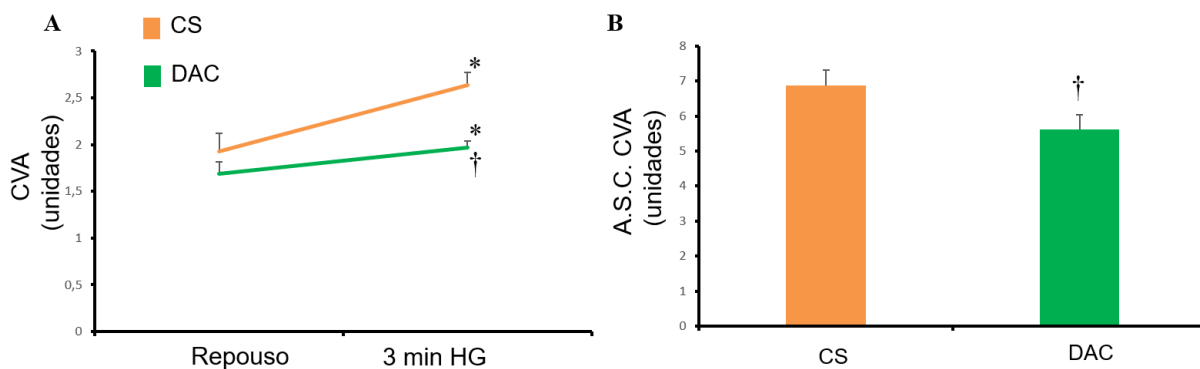 A
CS
DAC
CVA
(unidades)
3
2,5
2
1,5
1
0,5
0
*
*
†
Repouso
3 min HG
B
A.S.C. CVA
(unidades)
8
7
6
5
4
3
2
1
0
†
CS
DAC